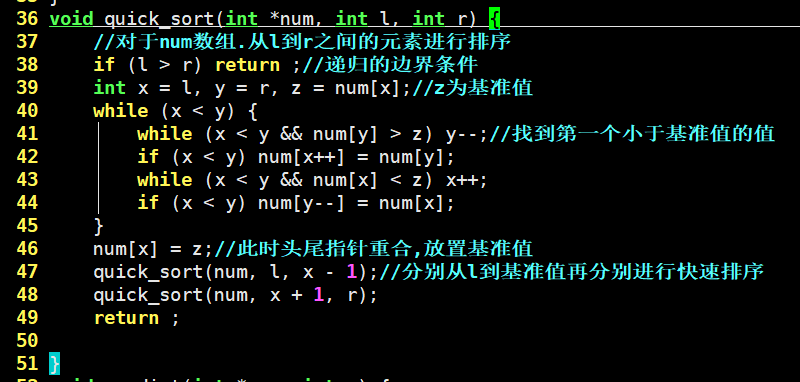 36 void quick_sort(int *num, int l, int r) {
37     //对于num数组.从l到r之间的元素进行排序
38     if (l > r) return ;//递归的边界条件
39     int x = l, y = r, z = num[x];//z为基准值
40     while (x < y) {
41         while (x < y && num[y] > z) y--;//找到第一个小于基准值的值
42         if (x < y) num[x++] = num[y];
43         while (x < y && num[x] < z) x++;
44         if (x < y) num[y--] = num[x];
45     }
46     num[x] = z;//此时头尾指针重合,放置基准值
47     quick_sort(num, l, x - 1);//分别从l到基准值再分别进行快速排序
48     quick_sort(num, x + 1, r);
49     return ;
50
51 }